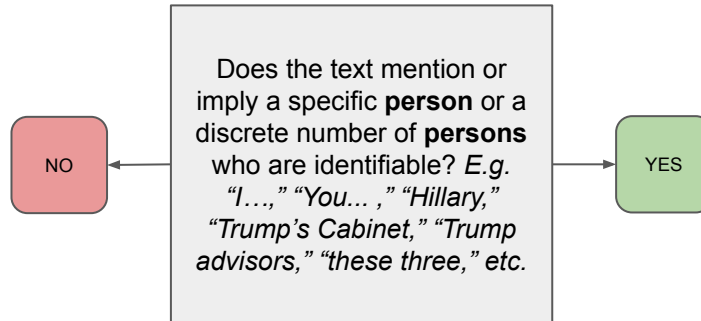 Does the text mention or
imply a specific person or a
discrete number of persons
who are identifiable? E.g.
“I…,” “You... ,” “Hillary,”
“Trump’s Cabinet,” “Trump
advisors,” “these three,” etc.
NO
YES